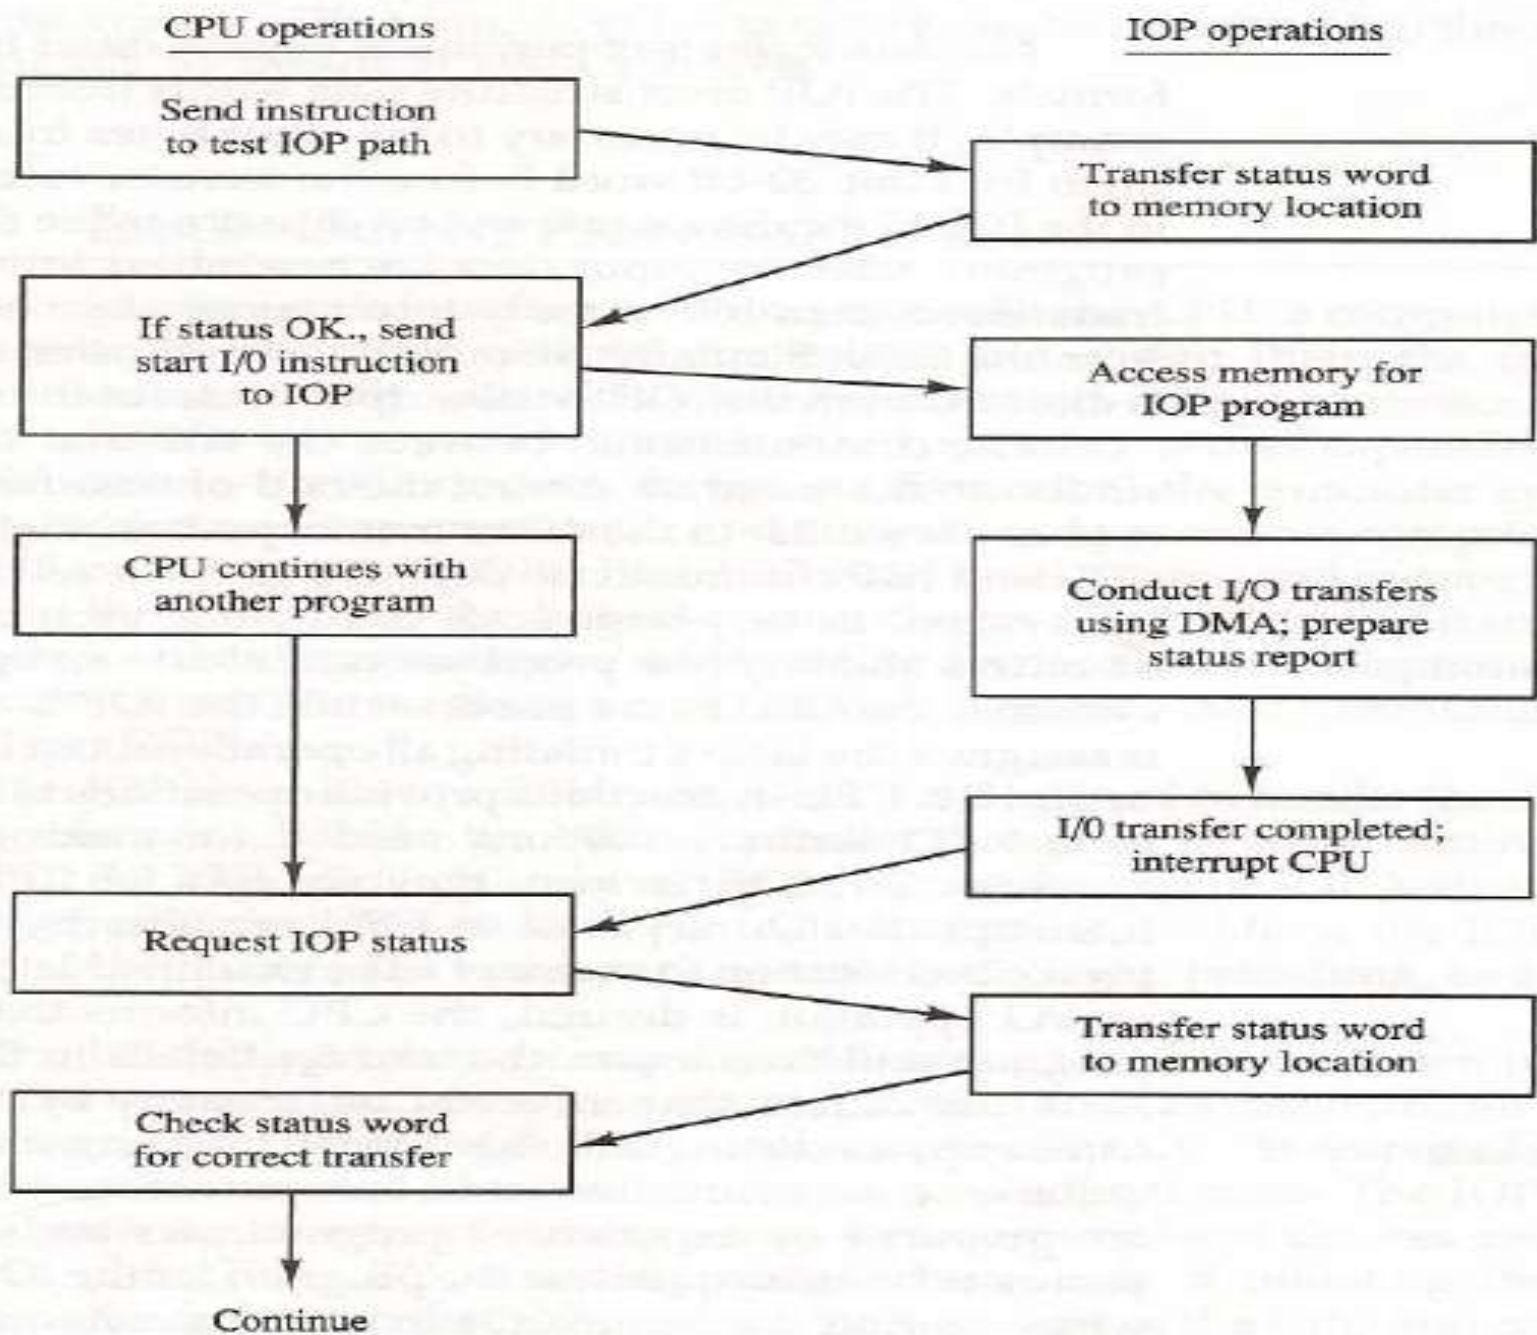 CPU operations
IOP operations
Send instruction
to test IOP path
Transfer status word
to memory location
If status OK., send
start I/0 instruction
to IOP
Access memory for
IOP program
CPU continues with
another program
Conduct I/O transfers
using DMA; prepare
status report
I/0 transfer completed;
interrupt CPU
Request IOP status
Transfer status word
to memory location
Check status word
for correct transfer
Continue